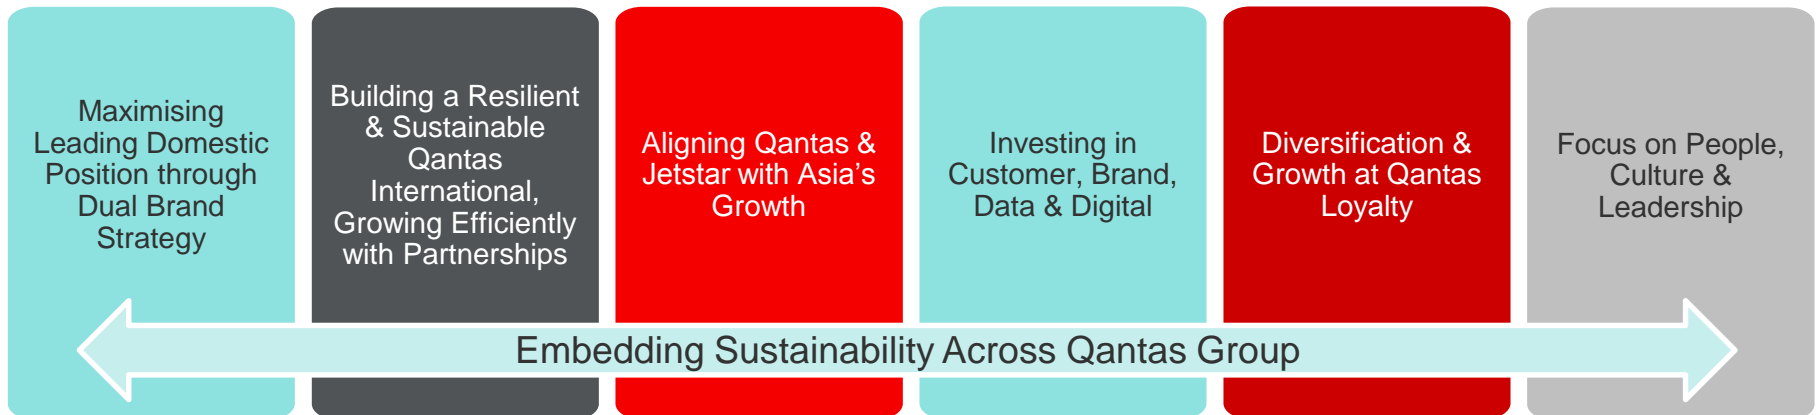 Maximising
Leading Domestic
Position through
Dual Brand
Strategy
Building a Resilient
& Sustainable
Qantas
International,
Growing Efficiently
with Partnerships
Aligning Qantas &
Jetstar with Asia’s
Growth
Investing in
Customer, Brand,
Data & Digital
Diversification &
Growth at Qantas
Loyalty
Focus on People,
Culture &
Leadership
Embedding Sustainability Across Qantas Group